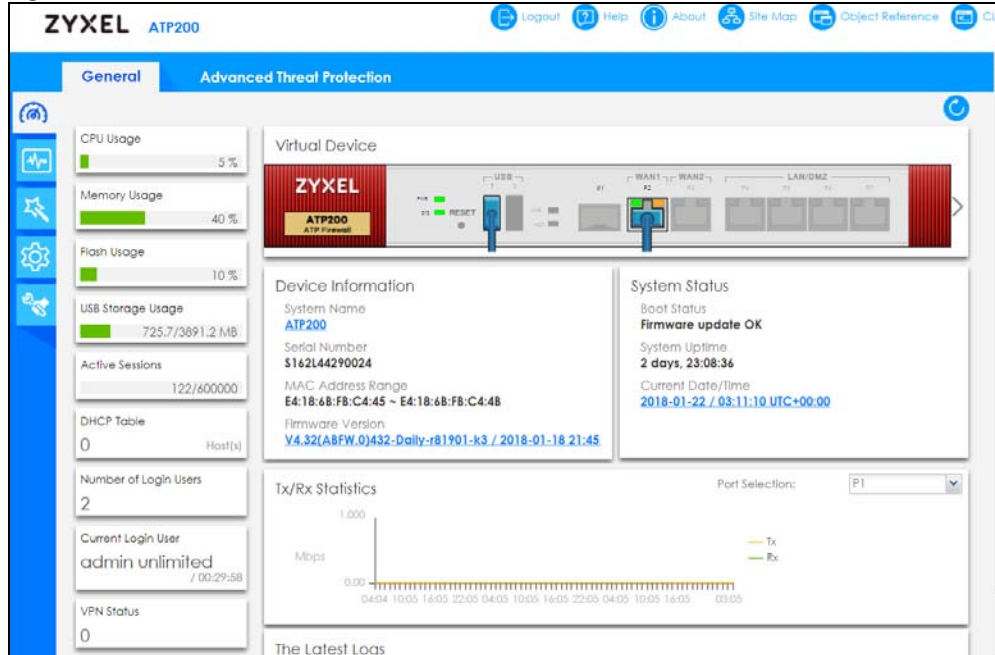 ZYXEL ATP200
Logout Help About Site Map Object Reference CL
General Advanced Threat Protection
CPU Usage
5 %
Memory Usage
40 %
Flash Usage
10 %
USB Storage Usage
725.7/3891.2 MB
Active Sessions
122/600000
DHCP Table
0 Host(s)
Number of Login Users
2
Current Login User
admin unlimited
/ 00:29:58
VPN Status
0
Virtual Device
ZYXEL
ATP200
ATP Firewall
USB
1 2
RESET
P1
WAN1 WAN2
P2
LAN/DMZ
Device Information
System Name
ATP200
Serial Number
S162L44290024
MAC Address Range
E4:18:6B:FB:C4:45 ~ E4:18:6B:FB:C4:4B
Firmware Version
V4.32(ABFW.0)432-Daily-r81901-k3 / 2018-01-18 21:45
System Status
Boot Status
Firmware update OK
System Uptime
2 days, 23:08:36
Current Date/Time
2018-01-22 / 03:11:10 UTC+00:00
Tx/Rx Statistics
Port Selection: P1
1.000
Mbps
0.00
Tx
Rx
04:04 10:05 16:05 22:05 04:05 10:05 16:05 22:05 04:05 10:05 16:05 03:05
The Latest Logs